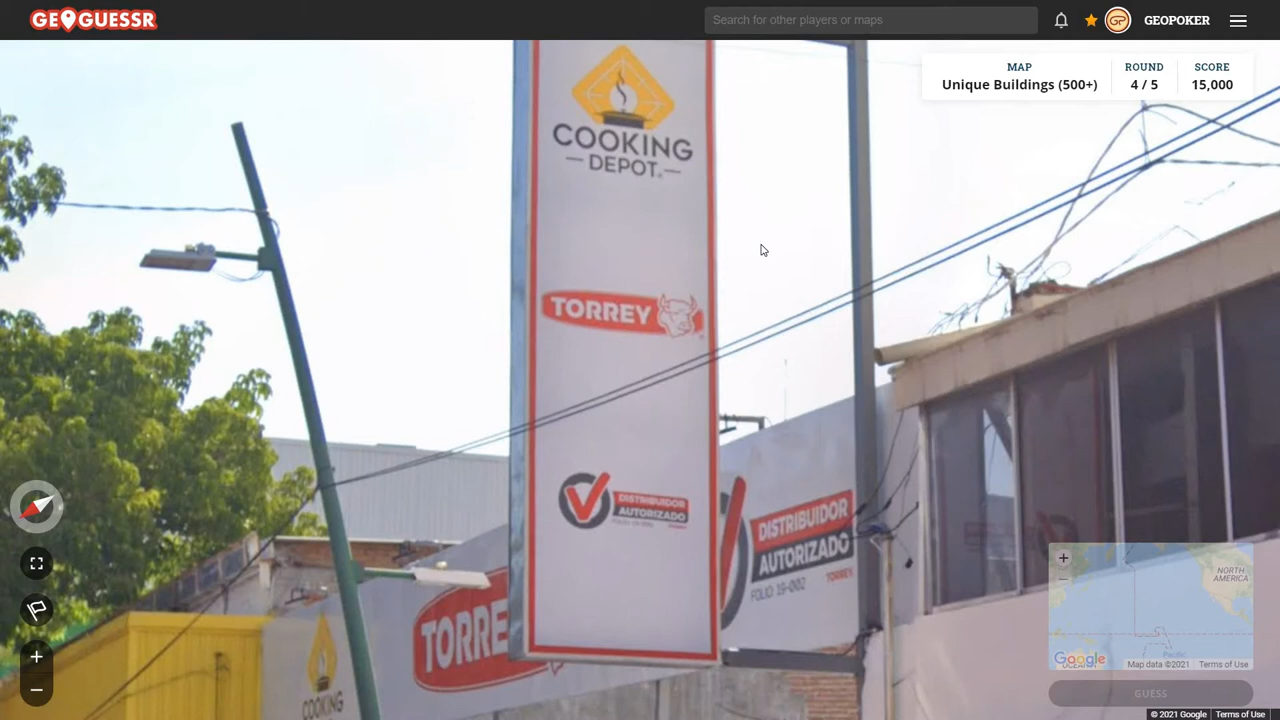 GEOGUESSR
Search for other players or maps
GP
GEOPOKER
MAP
Unique Buildings (500+)
ROUND
4 / 5
SCORE
15,000
COOKING
DEPOT
TORREY
DISTRIBUIDOR
AUTORIZADO
DISTRIBUIDOR
AUTORIZADO
FOLIO 19-002
TORREY
TORRE
COOKING
NORTH
AMERICA
Pacific
Google
Map data ©2021
Terms of Use
GUESS
© 2021 Google
Terms of Use